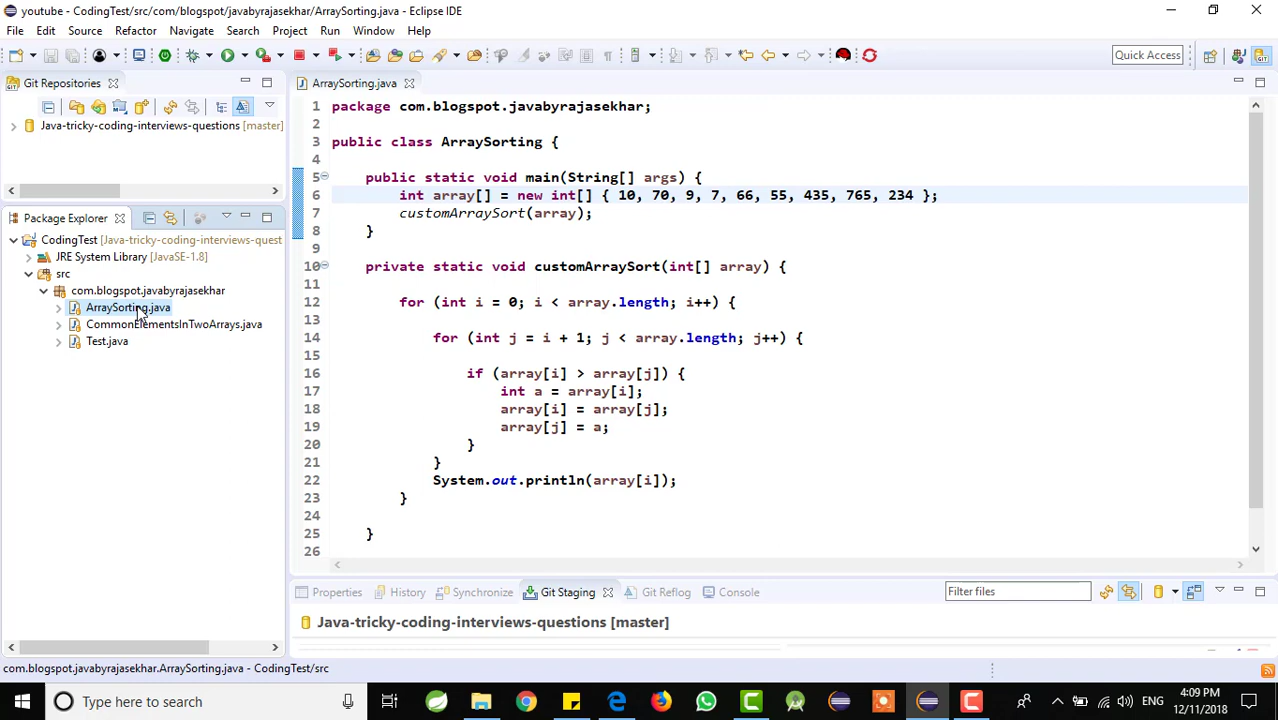 youtube - CodingTest/src/com/blogspot/javabyrajasekhar/ArraySorting.java - Eclipse IDE
File Edit Source Refactor Navigate Search Project Run Window Help
Quick Access
Git Repositories
Java-tricky-coding-interviews-questions [master]
Package Explorer
CodingTest [Java-tricky-coding-interviews-quest
JRE System Library [JavaSE-1.8]
src
com.blogspot.javabyrajasekhar
ArraySorting.java
CommonElementsInTwoArrays.java
Test.java
ArraySorting.java
1 package com.blogspot.javabyrajasekhar;
2
3 public class ArraySorting {
4
5 public static void main(String[] args) {
6 int array[] = new int[] { 10, 70, 9, 7, 66, 55, 435, 765, 234 };
7 customArraySort(array);
8 }
9
10 private static void customArraySort(int[] array) {
11
12 for (int i = 0; i < array.length; i++) {
13
14 for (int j = i + 1; j < array.length; j++) {
15
16 if (array[i] > array[j]) {
17 int a = array[i];
18 array[i] = array[j];
19 array[j] = a;
20 }
21 }
22 System.out.println(array[i]);
23 }
24
25 }
26
Properties History Synchronize Git Staging Git Reflog Console
Filter files
Java-tricky-coding-interviews-questions [master]
com.blogspot.javabyrajasekhar.ArraySorting.java - CodingTest/src
Type here to search
ENG
4:09 PM
12/11/2018